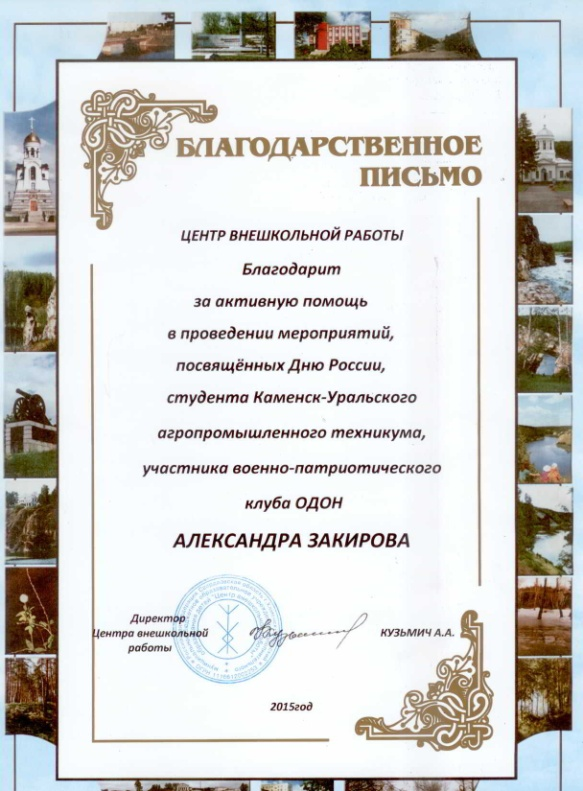 БЛАГОДАРСТВЕННОЕ
ПИСЬМО
ЦЕНТР ВНЕШКОЛЬНОЙ РАБОТЫ
Благодарит
за активную помощь
в проведении мероприятий,
посвящённых Дню России,
студента Каменск-Уральского
агропромышленного техникума,
участника военно-патриотического
клуба ОДОН
АЛЕКСАНДРА ЗАКИРОВА
Директор
Центра внешкольной
работы
КУЗЬМИЧ А.А.
2015год